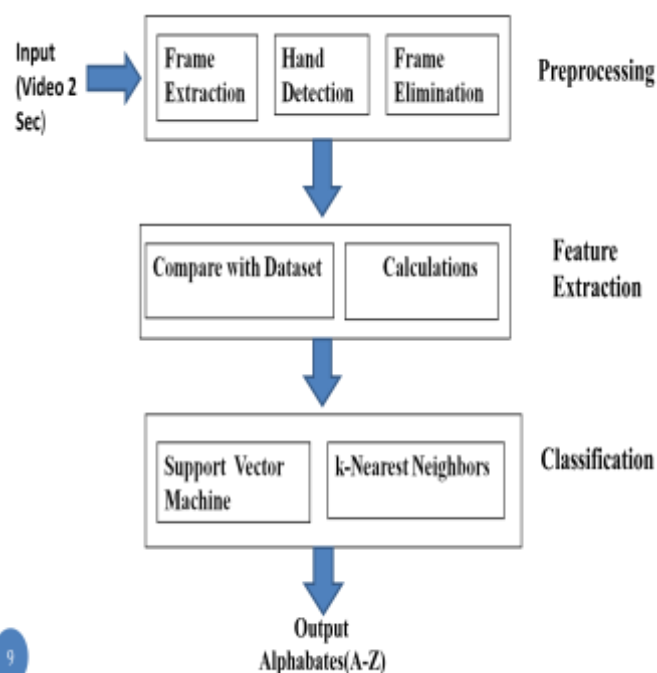 Input
(Video 2
Sec)
Frame
Extraction
Hand
Detection
Frame
Elimination
Preprocessing
Compare with Dataset
Calculations
Feature
Extraction
Support Vector
Machine
k-Nearest Neighbors
Classification
Output
Alphabates(A-Z)
9